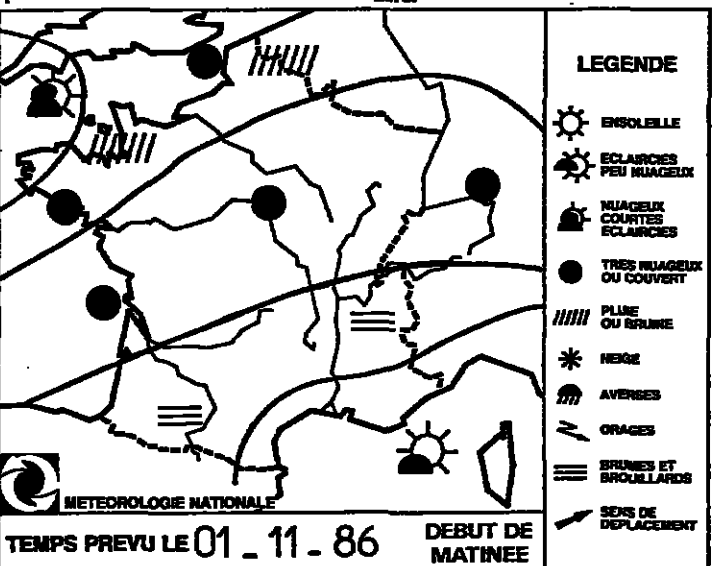 LEGENDE
ENSOLEILLE
ECLAIRCIES
PEU NUAGEUX
NUAGEUX
COURTES
ECLAIRCIES
TRES NUAGEUX
OU COUVERT
PLUIE
OU BRUINE
NEIGE
AVERSES
ORAGES
BRUMES ET
BROUILLARDS
SENS DE
DEPLACEMENT
METEOROLOGIE NATIONALE
TEMPS PREVU LE 01 - 11 - 86 DEBUT DE
MATINEE